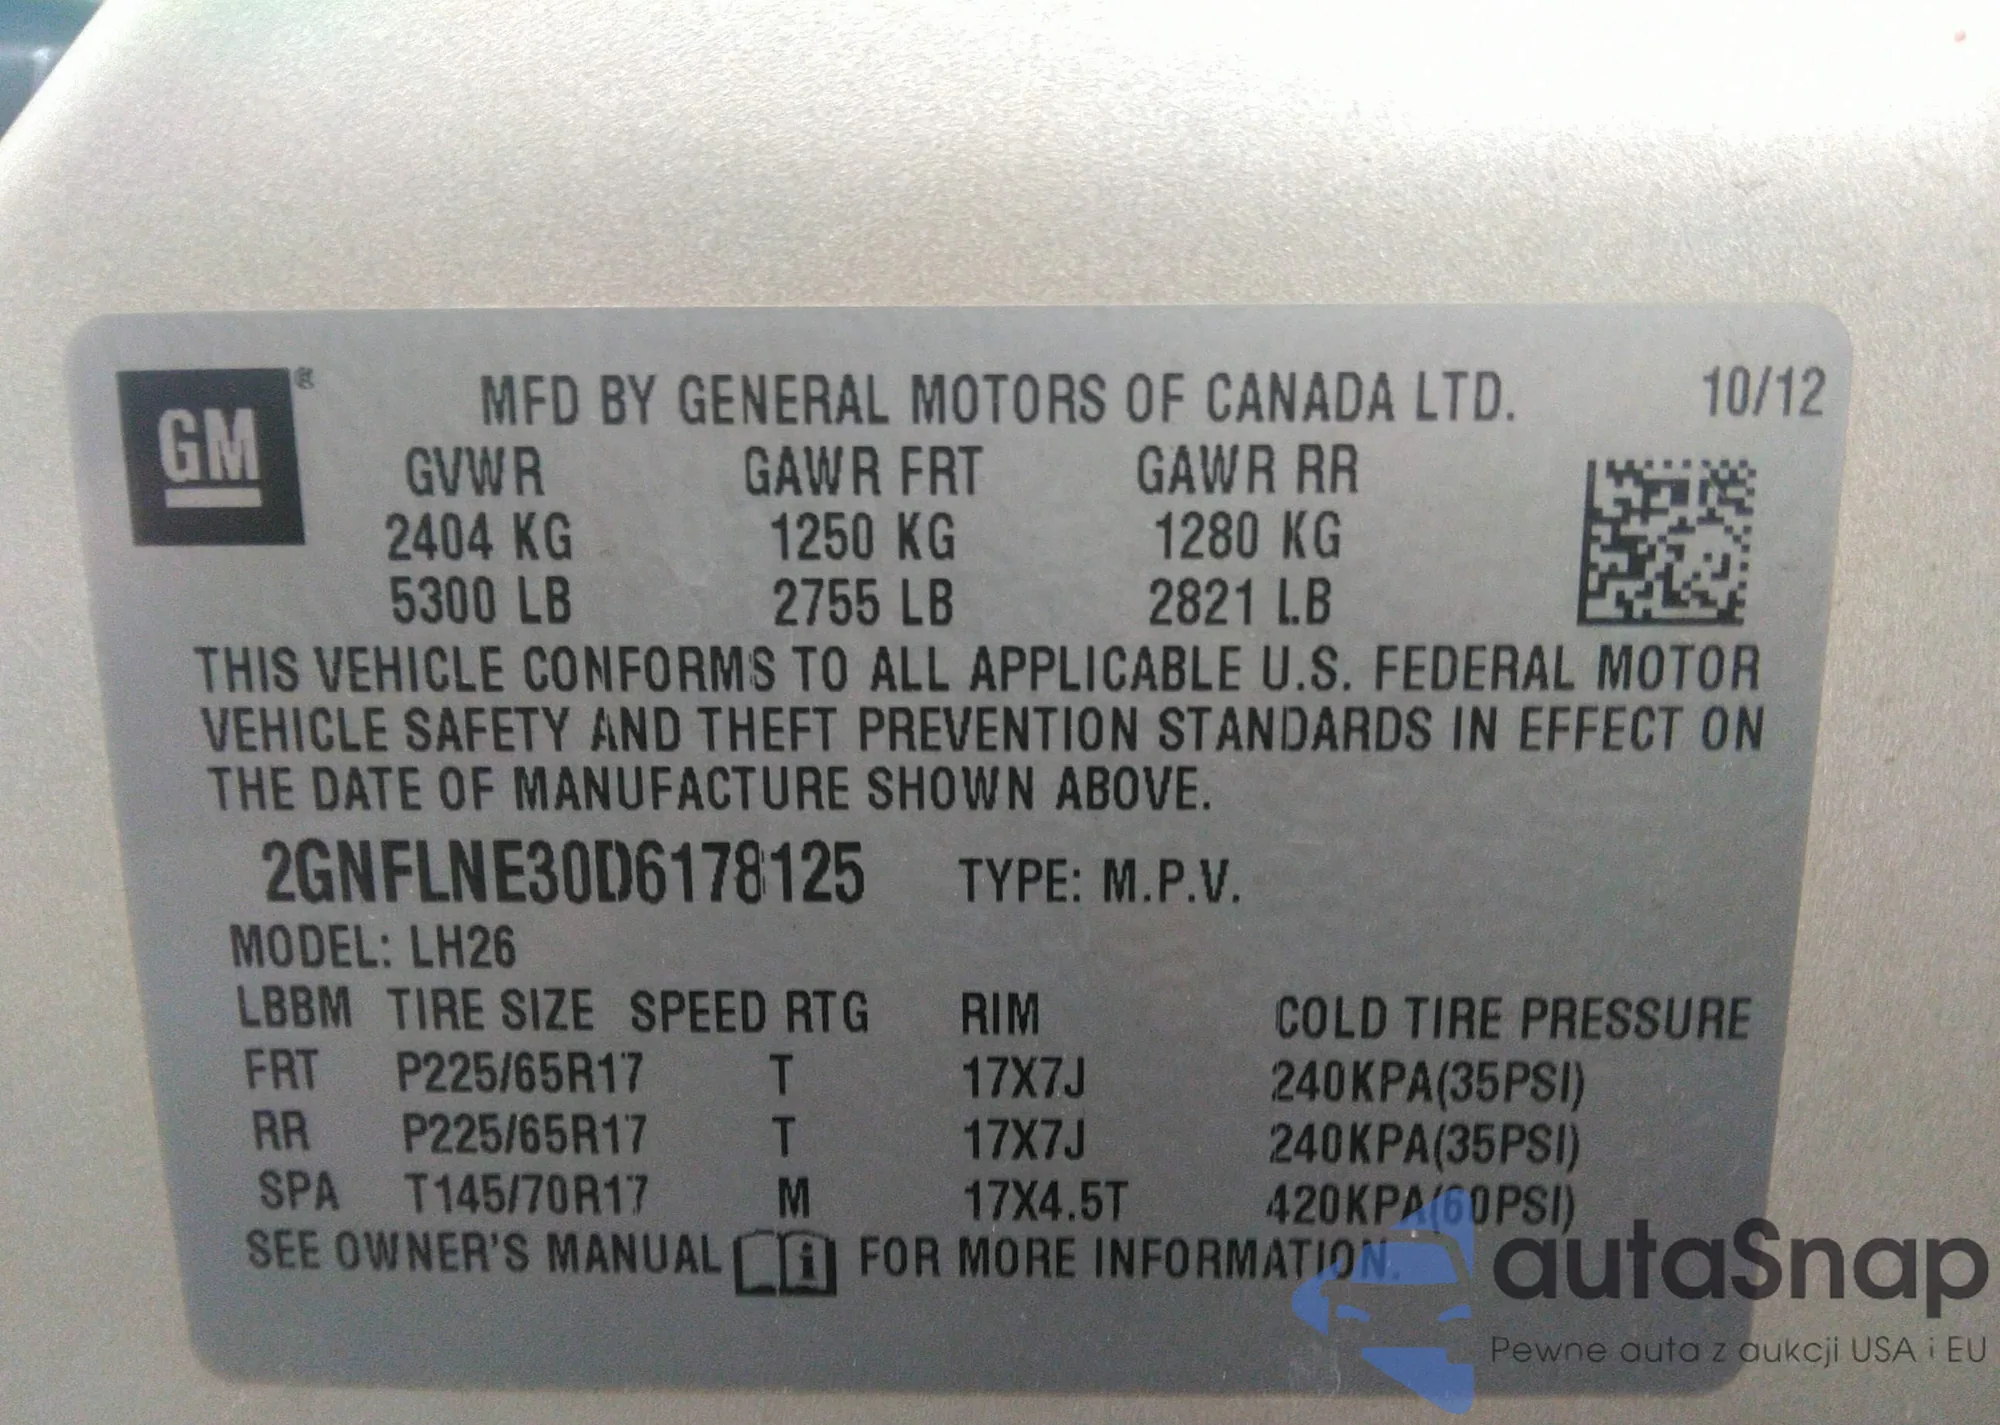 GM ®
MFD BY GENERAL MOTORS OF CANADA LTD. 10/12
GVWR GAWR FRT GAWR RR
2404 KG 1250 KG 1280 KG
5300 LB 2755 LB 2821 LB
THIS VEHICLE CONFORMS TO ALL APPLICABLE U.S. FEDERAL MOTOR
VEHICLE SAFETY AND THEFT PREVENTION STANDARDS IN EFFECT ON
THE DATE OF MANUFACTURE SHOWN ABOVE.
2GNFLNE30D6178125 TYPE: M.P.V.
MODEL: LH26
LBBM TIRE SIZE SPEED RTG RIM COLD TIRE PRESSURE
FRT P225/65R17 T 17X7J 240KPA(35PSI)
RR P225/65R17 T 17X7J 240KPA(35PSI)
SPA T145/70R17 M 17X4.5T 420KPA(60PSI)
SEE OWNER'S MANUAL i FOR MORE INFORMATION.
autaSnap
Pewne auta z aukcji USA i EU